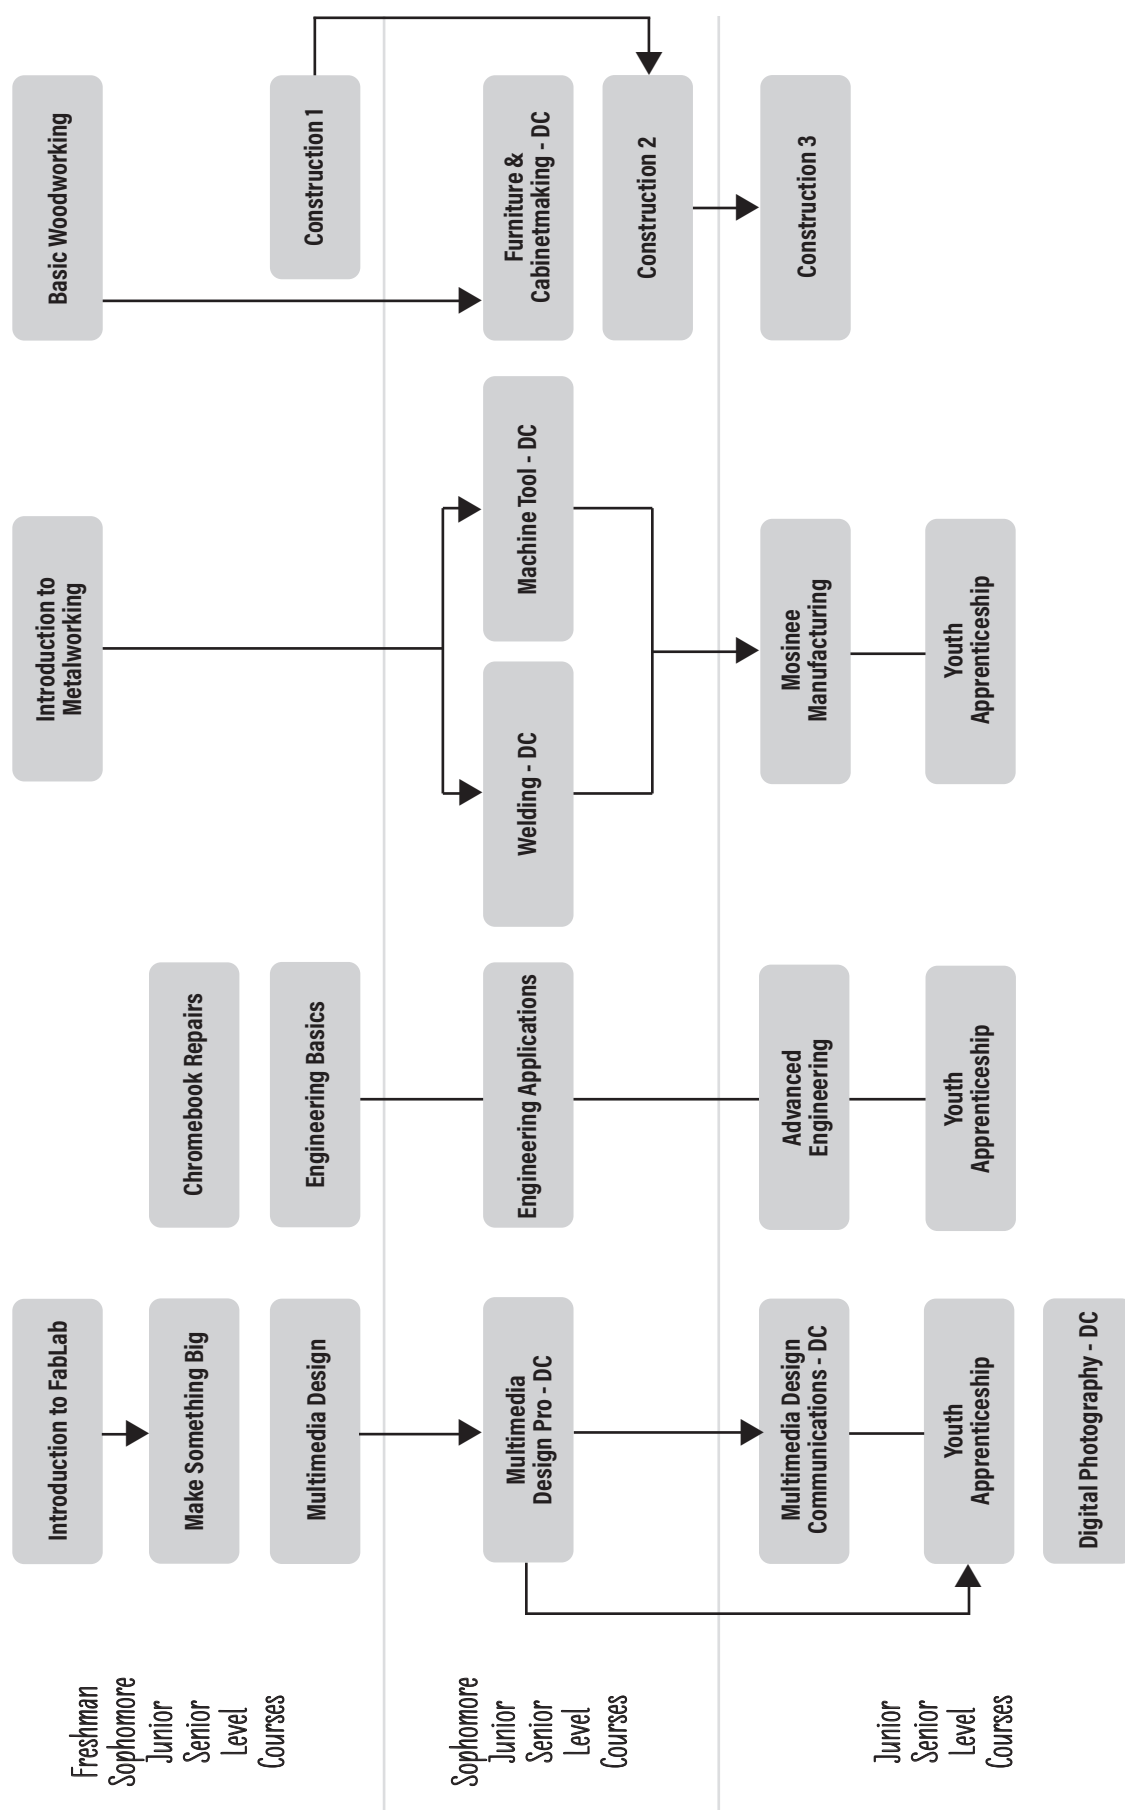 Freshman
Sophomore
Junior
Senior
Level
Courses
Introduction to FabLab
Make Something Big
Multimedia Design
Chromebook Repairs
Engineering Basics
Introduction to
Metalworking
Basic Woodworking
Construction 1
Sophomore
Junior
Senior
Level
Courses
Multimedia
Design Pro - DC
Engineering Applications
Welding - DC
Machine Tool - DC
Furniture &
Cabinetmaking - DC
Construction 2
Junior
Senior
Level
Courses
Multimedia Design
Communications - DC
Youth
Apprenticeship
Digital Photography - DC
Advanced
Engineering
Youth
Apprenticeship
Mosinee
Manufacturing
Youth
Apprenticeship
Construction 3